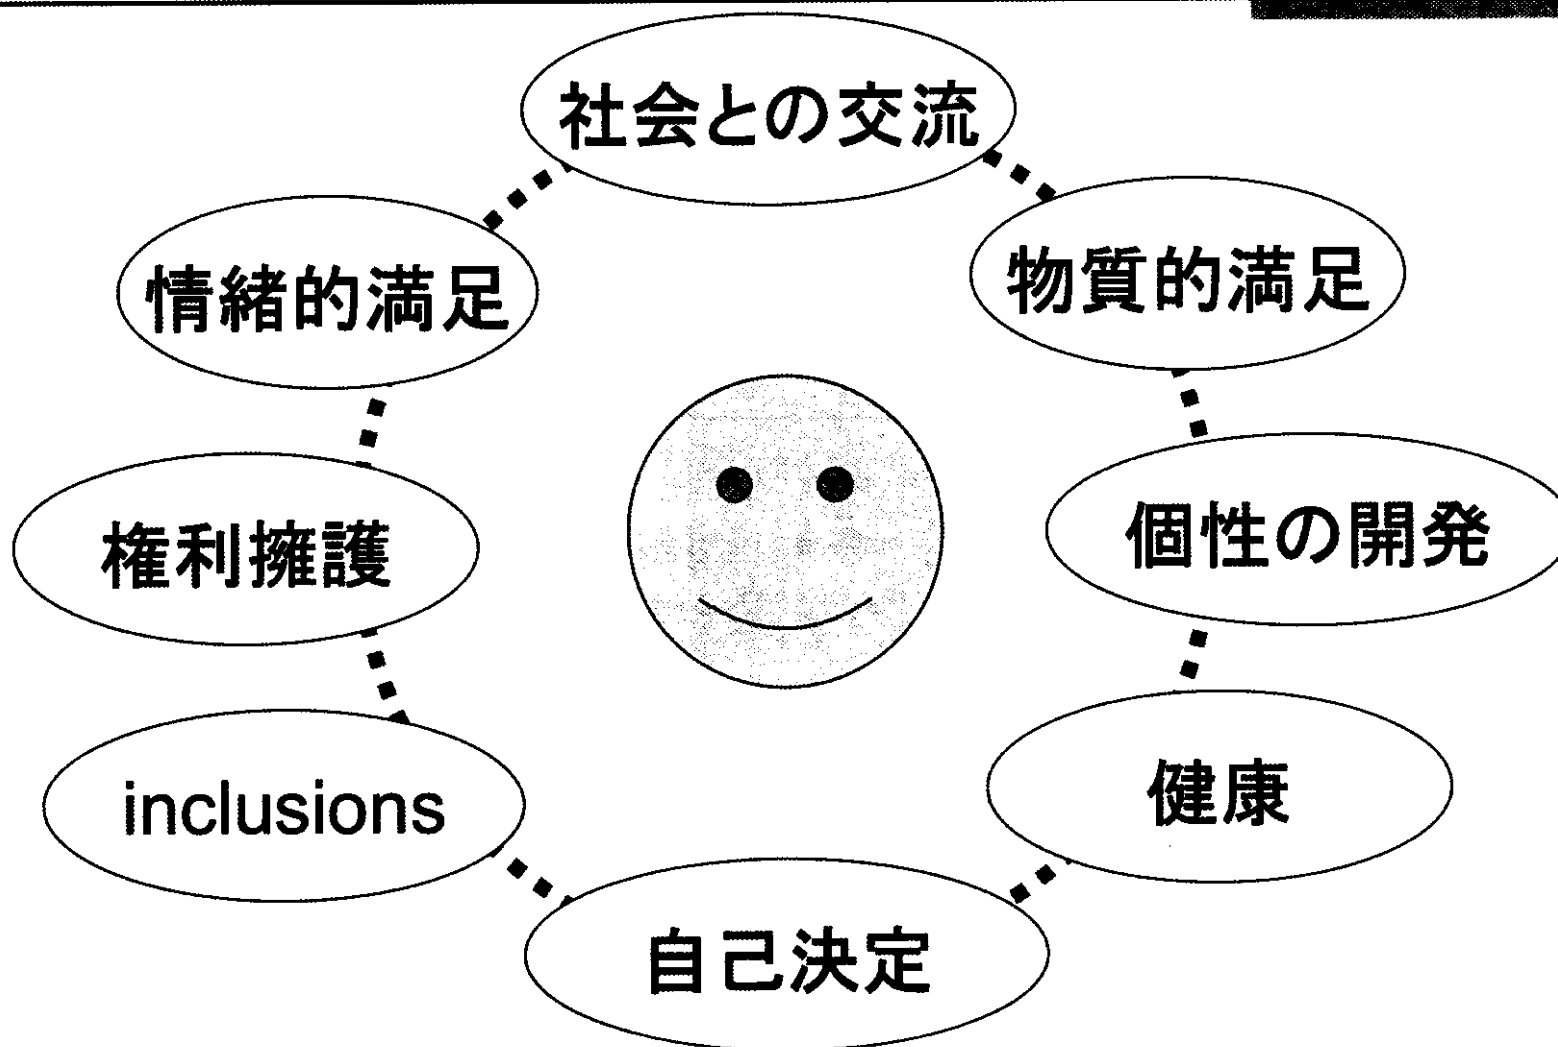 社会との交流
情緒的満足
物質的満足
権利擁護
個性の開発
inclusions
健康
自己決定